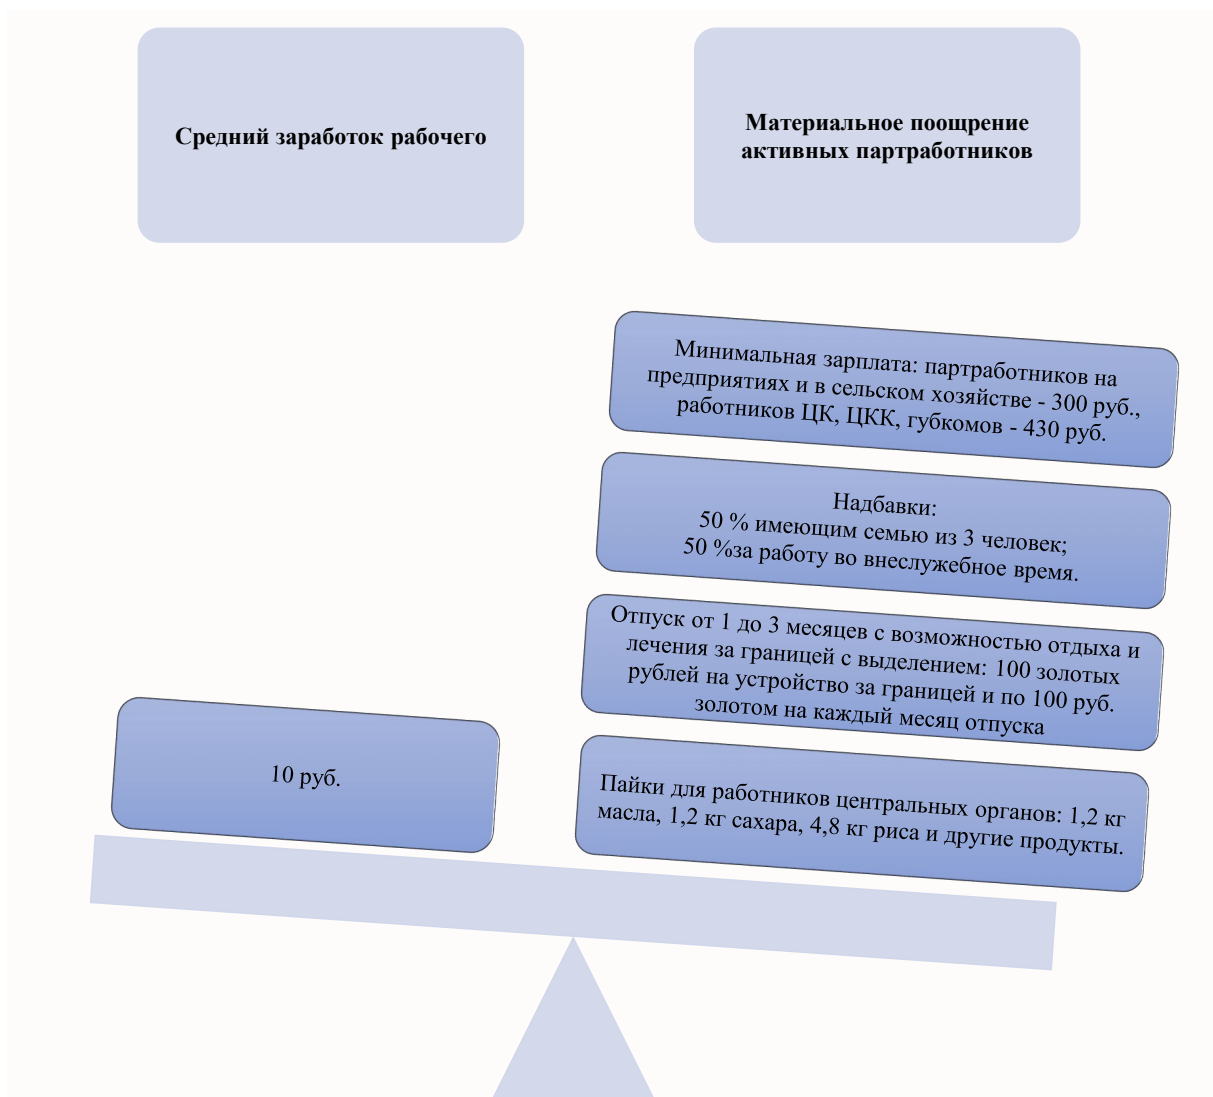 Средний заработок рабочего
Материальное поощрение
активных партработников
10 руб.
Минимальная зарплата: партработников на
предприятиях и в сельском хозяйстве - 300 руб.,
работников ЦК, ЦКК, губкомов - 430 руб.
Надбавки:
50 % имеющим семью из 3 человек;
50 %за работу во внеслужебное время.
Отпуск от 1 до 3 месяцев с возможностью отдыха и
лечения за границей с выделением: 100 золотых
рублей на устройство за границей и по 100 руб.
золотом на каждый месяц отпуска
Пайки для работников центральных органов: 1,2 кг
масла, 1,2 кг сахара, 4,8 кг риса и другие продукты.